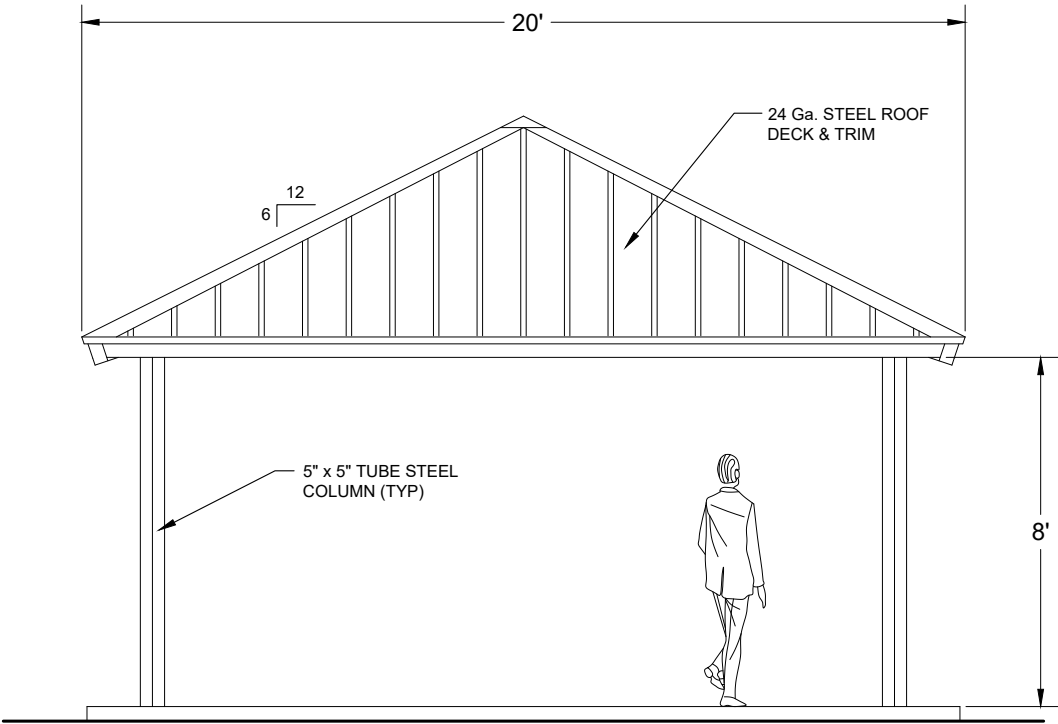 20'
24 Ga. STEEL ROOF
DECK & TRIM
12
6
5" x 5" TUBE STEEL
COLUMN (TYP)
8'